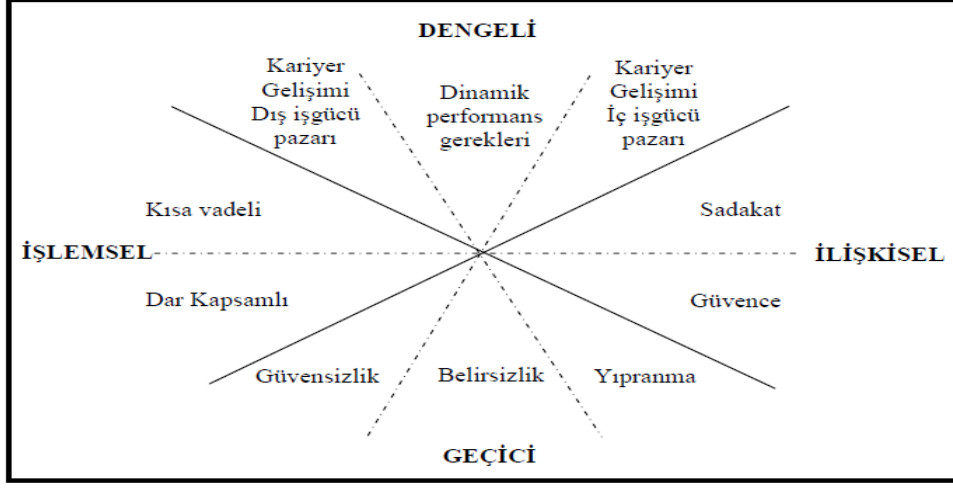 DENGELİ
Kariyer
Gelişimi
Dış işgücü
pazarı
Dinamik
performans
gerekleri
Kariyer
Gelişimi
İç işgücü
pazarı
Kısa vadeli
Sadakat
İŞLEMSEL
İLİŞKİSEL
Dar Kapsamlı
Güvence
Güvensizlik
Belirsizlik
Yıpranma
GEÇİCİ